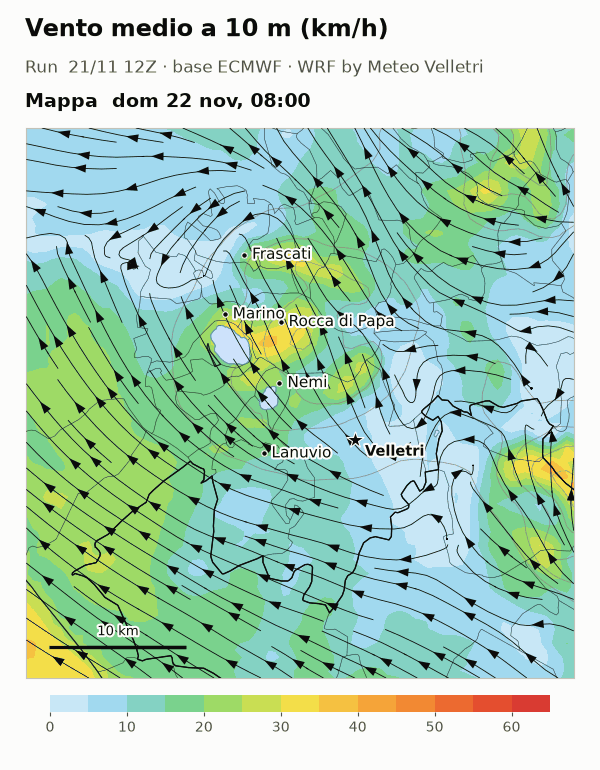 Vento medio a 10 m (km/h)
Run  21/11 12Z · base ECMWF · WRF by Meteo Velletri
Mappa  dom 22 nov, 08:00
Frascati
Marino
Rocca di Papa
Nemi
Velletri
Lanuvio
10 km
0 10 20 30 40 50 60